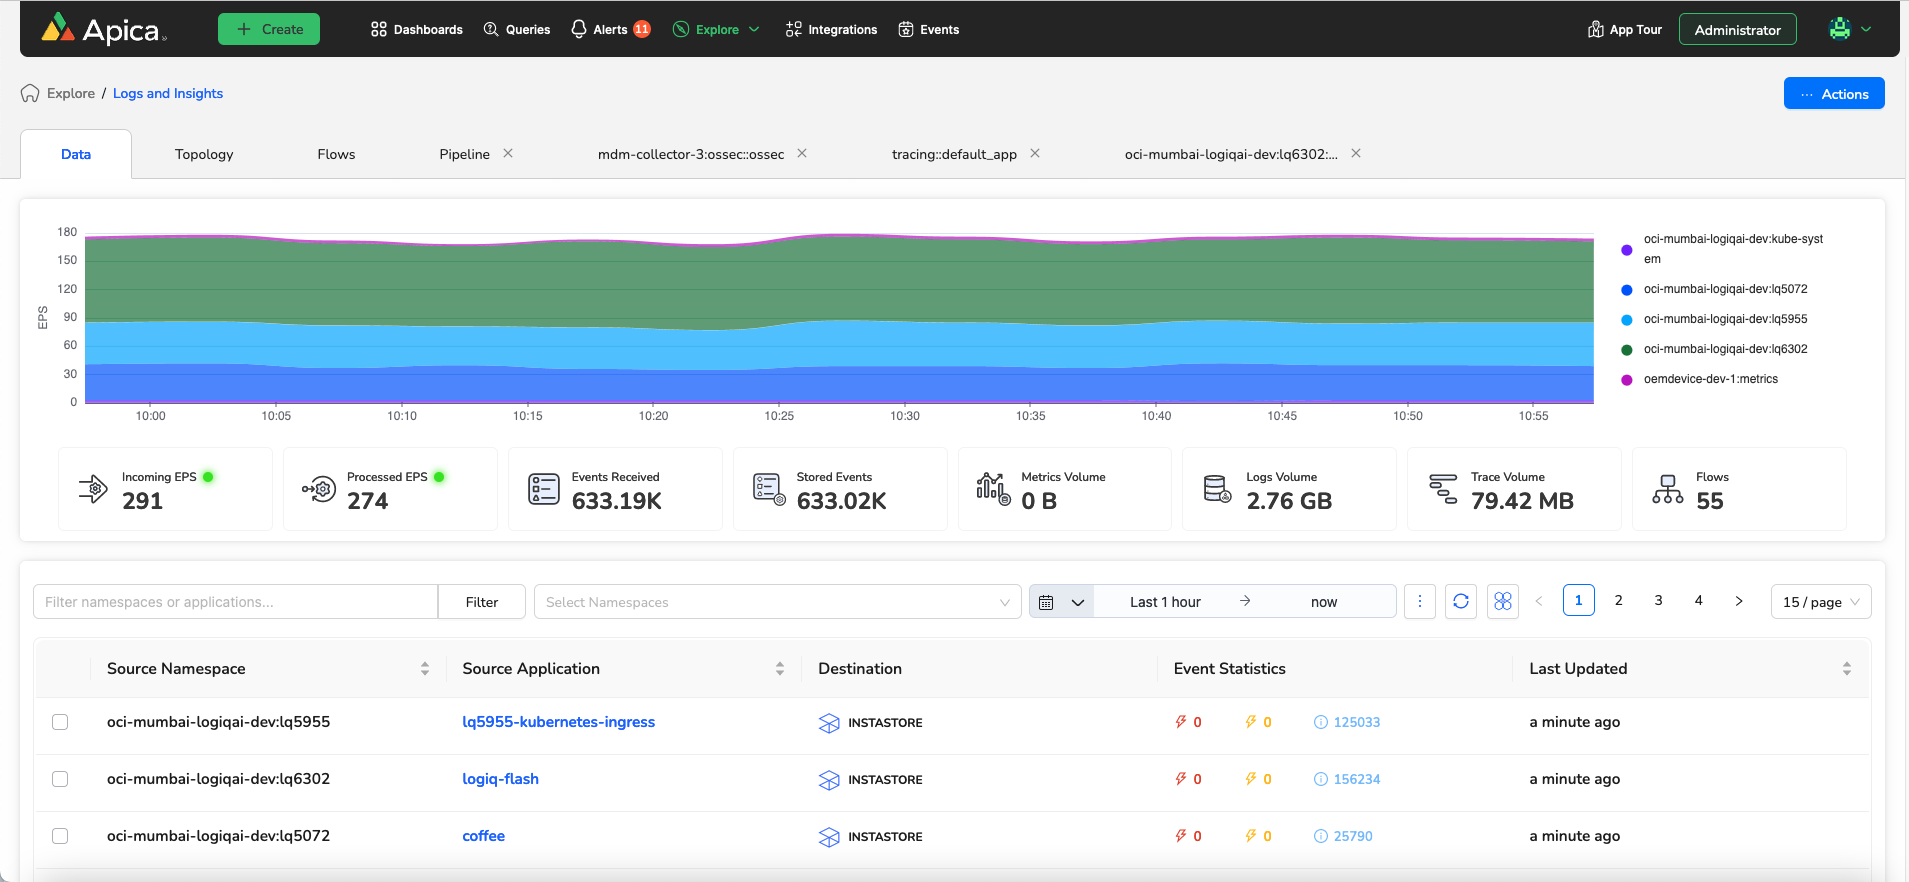 Apica
Create
Dashboards
Queries
Alerts 11
Explore
Integrations
Events
App Tour
Administrator
Explore / Logs and Insights
Actions
Data
Topology
Flows
Pipeline
mdm-collector-3:ossec::ossec
tracing::default_app
oci-mumbai-logiqai-dev:lq6302:...
EPS
180
150
120
90
60
30
0
10:00 10:05 10:10 10:15 10:20 10:25 10:30 10:35 10:40 10:45 10:50 10:55
oci-mumbai-logiqai-dev:kube-syst
em
oci-mumbai-logiqai-dev:lq5072
oci-mumbai-logiqai-dev:lq5955
oci-mumbai-logiqai-dev:lq6302
oemdevice-dev-1:metrics
Incoming EPS
291
Processed EPS
274
Events Received
633.19K
Stored Events
633.02K
Metrics Volume
0 B
Logs Volume
2.76 GB
Trace Volume
79.42 MB
Flows
55
Filter namespaces or applications...
Filter
Select Namespaces
Last 1 hour → now
< 1 2 3 4 >
15 / page
Source Namespace Source Application Destination Event Statistics Last Updated
oci-mumbai-logiqai-dev:lq5955 lq5955-kubernetes-ingress INSTASTORE 0 0 125033 a minute ago
oci-mumbai-logiqai-dev:lq6302 logiq-flash INSTASTORE 0 0 156234 a minute ago
oci-mumbai-logiqai-dev:lq5072 coffee INSTASTORE 0 0 25790 a minute ago